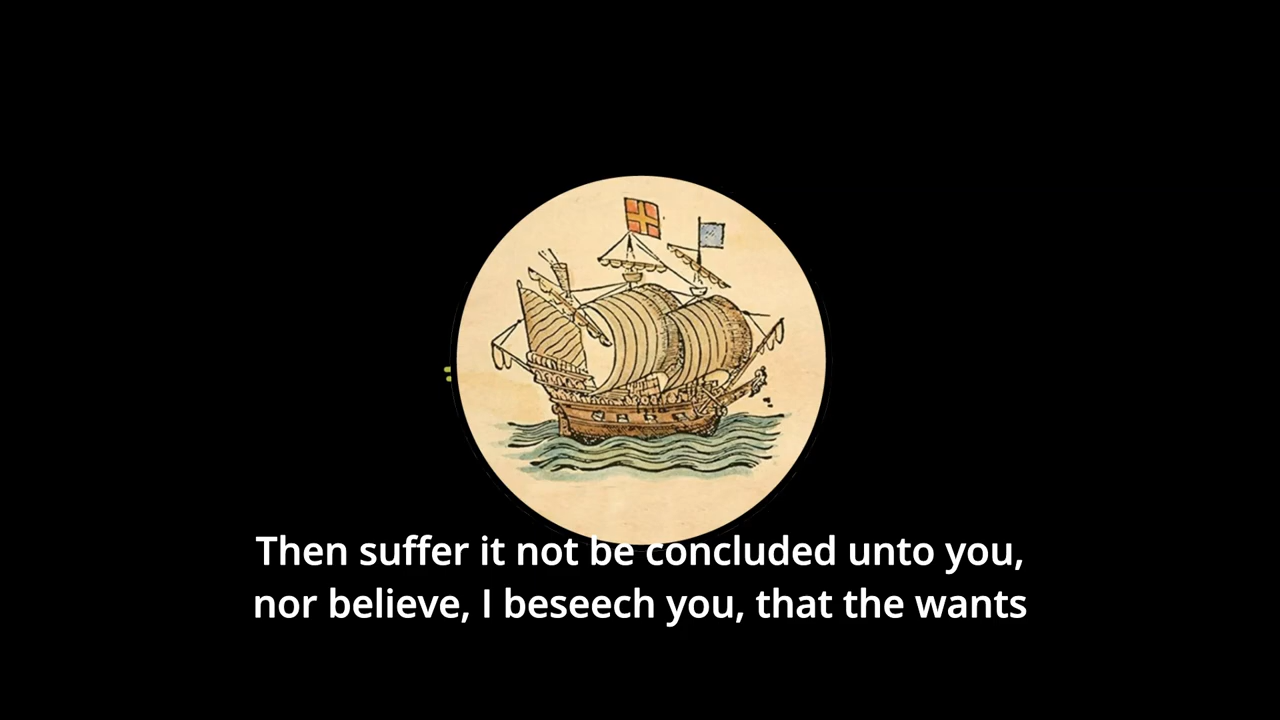 Then suffer it not be concluded unto you,
nor believe, I beseech you, that the wants